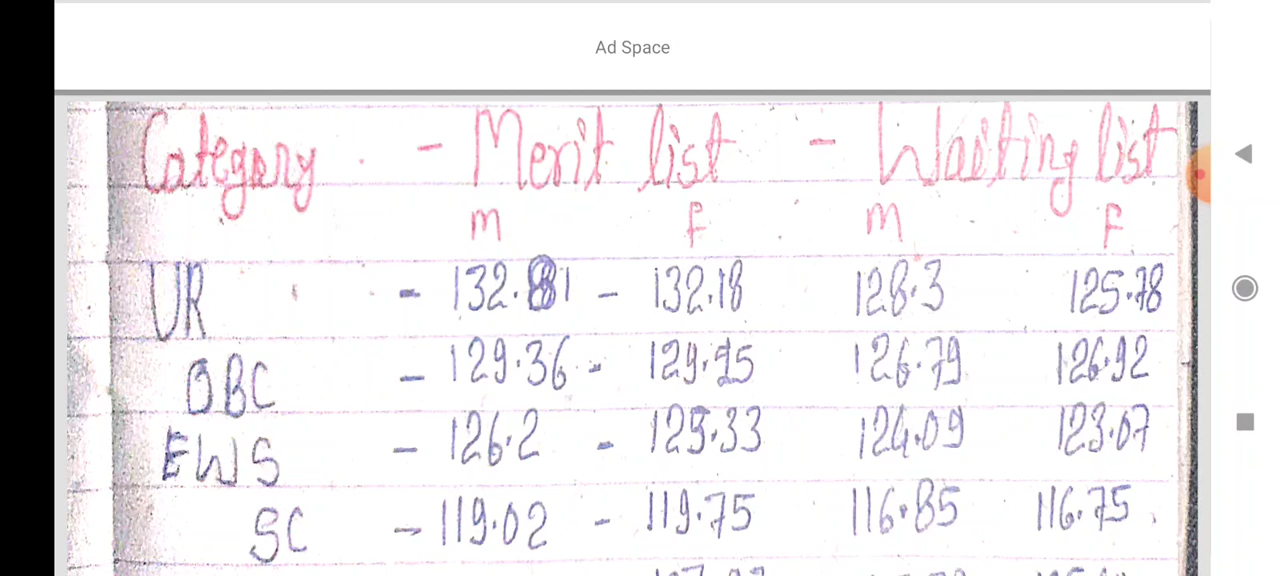 Ad Space
Category - Merit list - Waiting list
m F m F
UR - 132.81 - 132.18 128.3 125.78
OBC - 129.36 - 129.95 126.79 126.92
EWS - 126.2 - 125.33 124.09 123.07
SC - 119.02 - 119.75 116.85 116.75